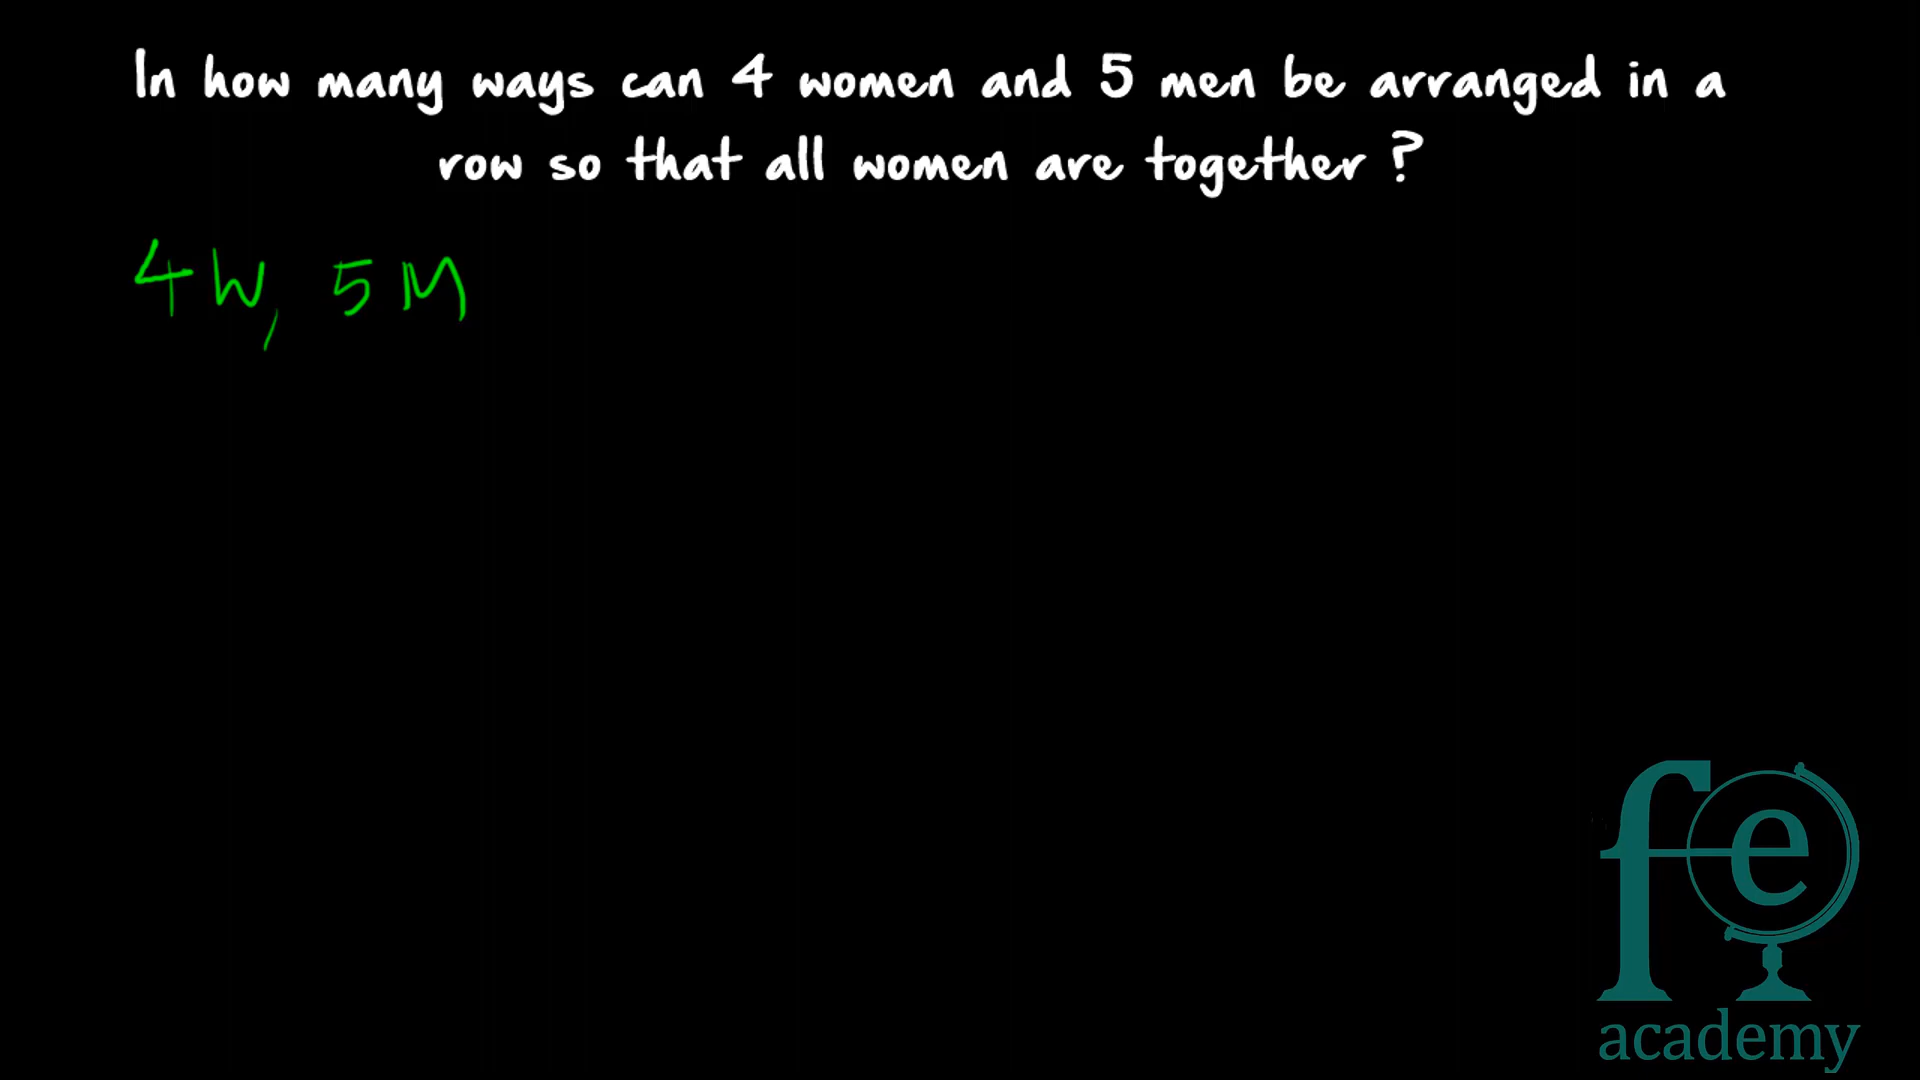 In how many ways can 4 women and 5 men be arranged in a
row so that all women are together ?
4W, 5M
fe
academy